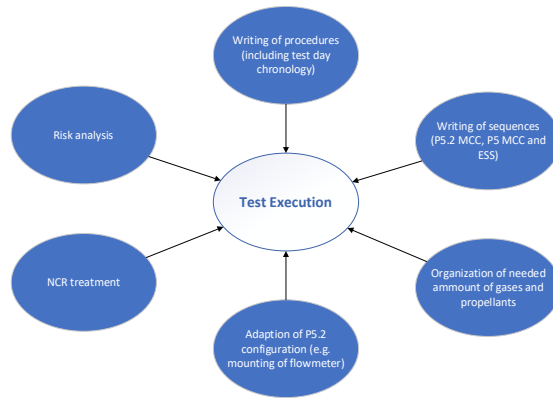 Writing of procedures
(including test day
chronology)
Risk analysis
Writing of sequences
(P5.2 MCC, P5 MCC and
ESS)
Test Execution
NCR treatment
Organization of needed
ammount of gases and
propellants
Adaption of P5.2
configuration (e.g.
mounting of flowmeter)